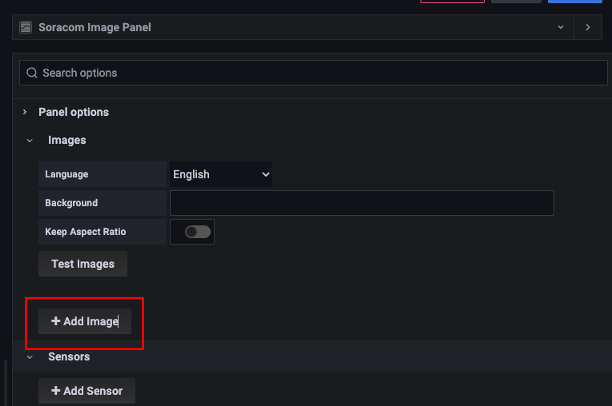 Soracom Image Panel
Search options
Panel options
Images
Language English
Background
Keep Aspect Ratio
Test Images
+ Add Image
Sensors
+ Add Sensor